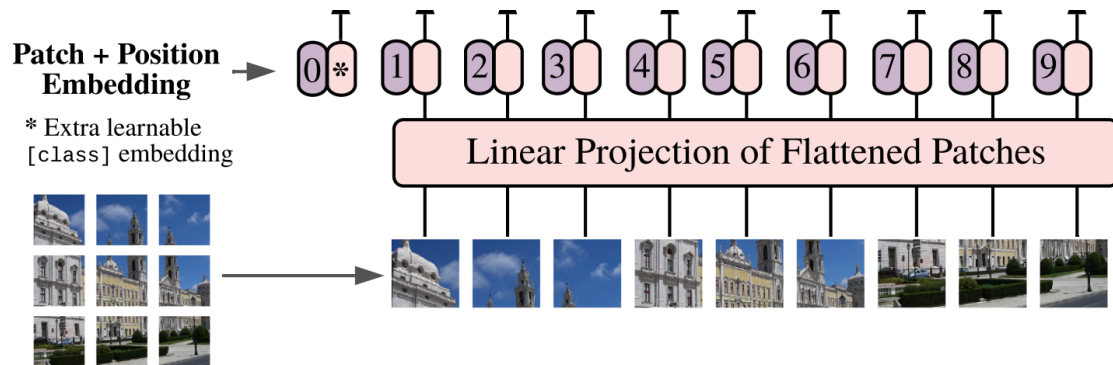 Patch + Position
Embedding
0 * 1 2 3 4 5 6 7 8 9
* Extra learnable
[class] embedding
Linear Projection of Flattened Patches